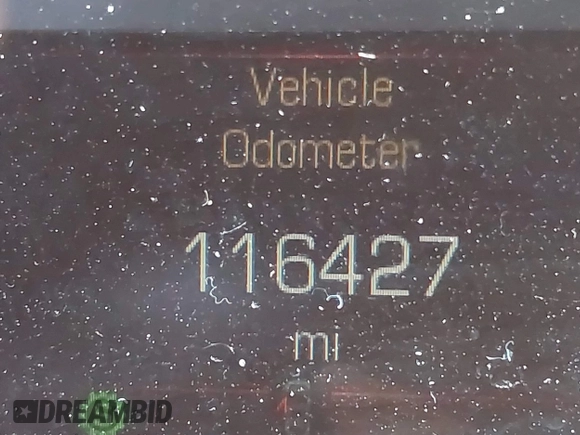 Vehicle
Odometer
116427
mi
DREAMBID